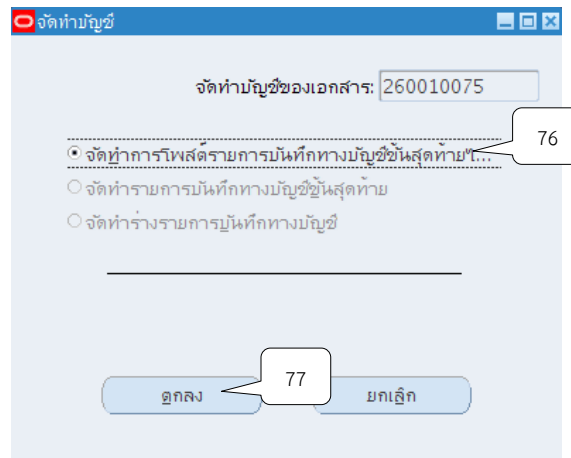 จัดทำบัญชี
จัดทำบัญชีของเอกสาร: 260010075
76
จัดทำการโพสต์รายการบันทึกทางบัญชีขั้นสุดท้ายใ...
จัดทำรายการบันทึกทางบัญชีขั้นสุดท้าย
จัดทำร่างรายการบันทึกทางบัญชี
77
ตกลง
ยกเลิก